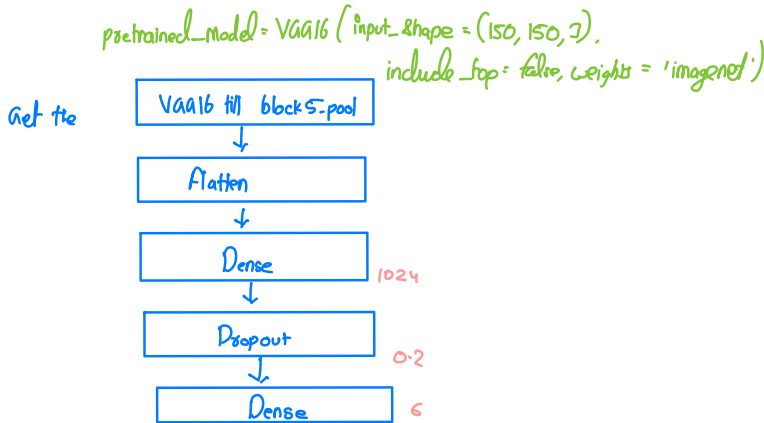 pretrained_model = VGG16 ( input_shape = (150, 150, 3),
include_top = false, weights = 'imagenet')
Get the
VGG16 till block5_pool
Flatten
Dense
1024
Dropout
0.2
Dense
6